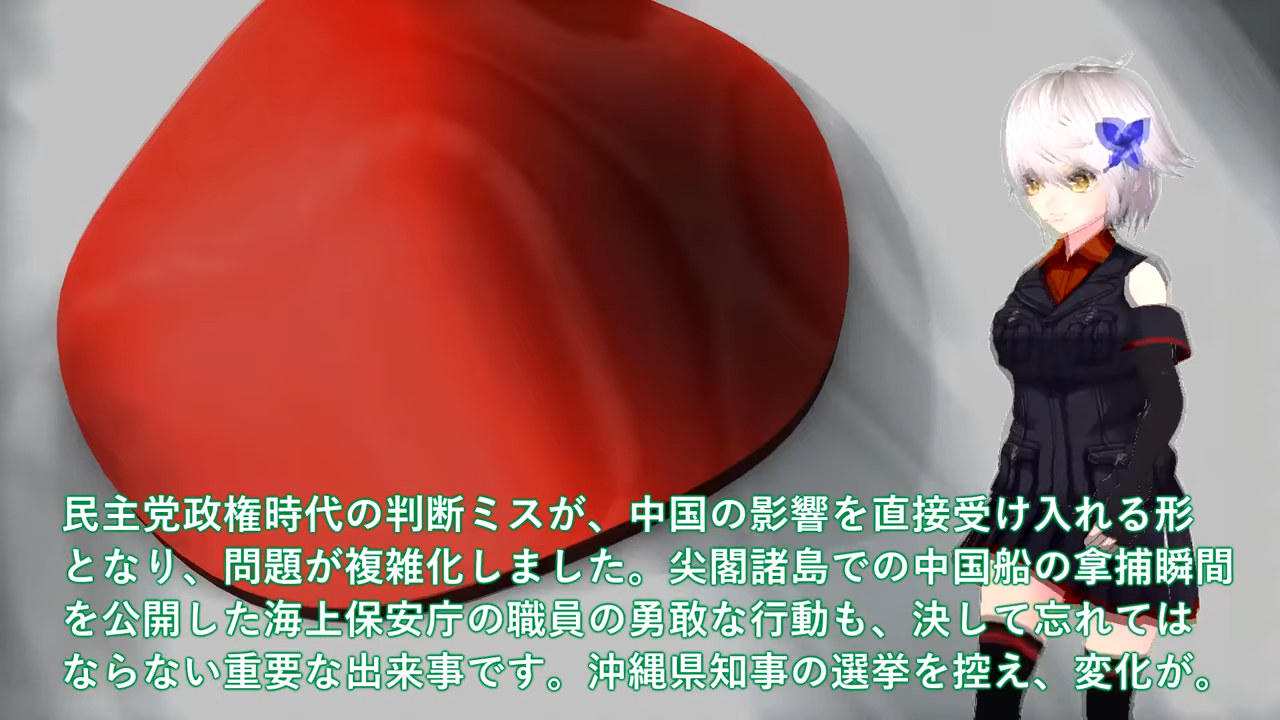 民主党政権時代の判断ミスが、中国の影響を直接受け入れる形
となり、問題が複雑化しました。尖閣諸島での中国船の拿捕瞬間
を公開した海上保安庁の職員の勇敢な行動も、決して忘れては
ならない重要な出来事です。沖縄県知事の選挙を控え、変化が。